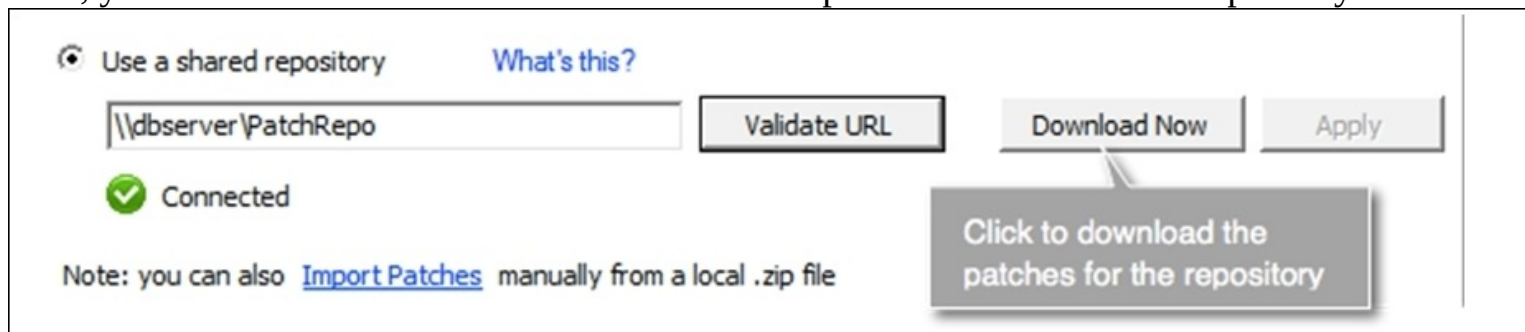 Use a shared repository What's this?
\\dbserver\PatchRepo Validate URL Download Now Apply
Connected
Click to download the
patches for the repository
Note: you can also Import Patches manually from a local .zip file